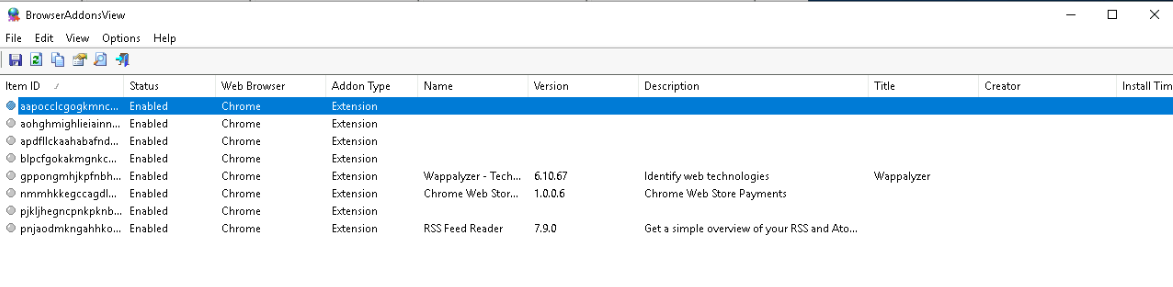 BrowserAddonsView
File Edit View Options Help
Item ID Status Web Browser Addon Type Name Version Description Title Creator Install Tim
aapocclcgogkmnc... Enabled Chrome Extension
aohghmighlieiainn... Enabled Chrome Extension
apdfllckaahabafnd... Enabled Chrome Extension
blpcfgokakmgnkc... Enabled Chrome Extension
gppongmhjkpfnbh... Enabled Chrome Extension Wappalyzer - Tech... 6.10.67 Identify web technologies Wappalyzer
nmmhkkegccagdl... Enabled Chrome Extension Chrome Web Stor... 1.0.0.6 Chrome Web Store Payments
pjkljhegncpnkpknb... Enabled Chrome Extension
pnjaodmkngahhko... Enabled Chrome Extension RSS Feed Reader 7.9.0 Get a simple overview of your RSS and Ato...